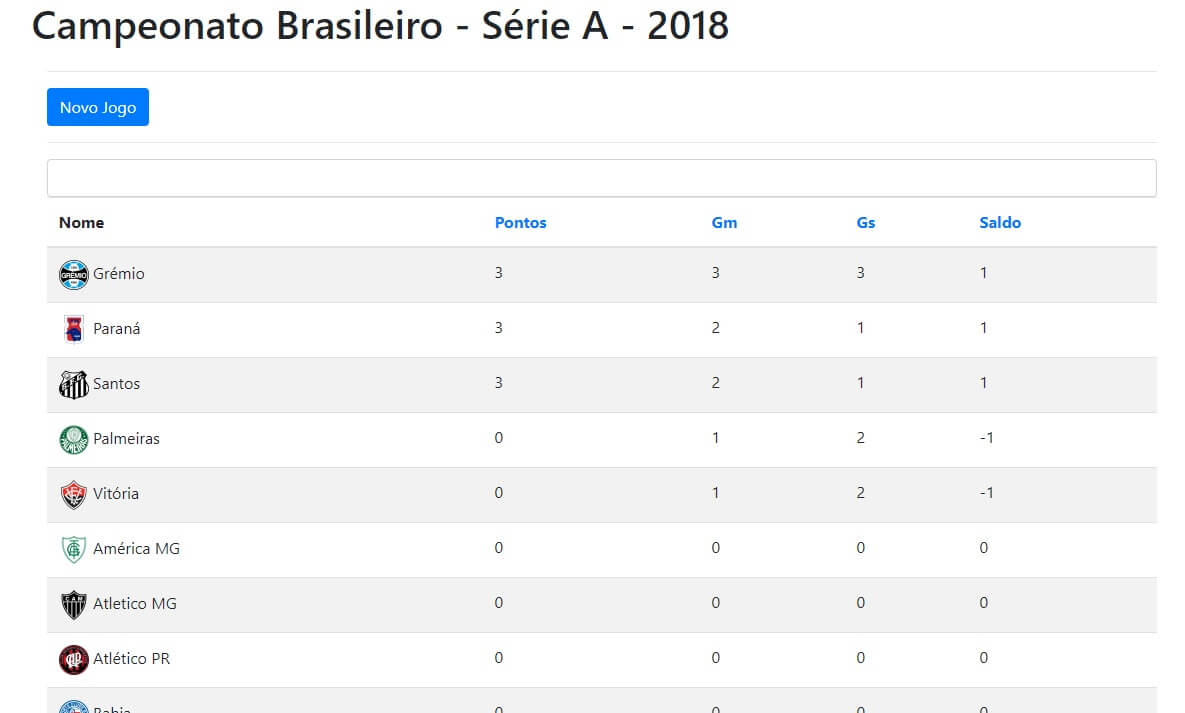 Campeonato Brasileiro - Série A - 2018
Novo Jogo
Nome Pontos Gm Gs Saldo
GRÊMIO Grémio 3 3 3 1
Paraná 3 2 1 1
Santos 3 2 1 1
Palmeiras 0 1 2 -1
Vitória 0 1 2 -1
América MG 0 0 0 0
CAM Atletico MG 0 0 0 0
Atlético PR 0 0 0 0
Bahia 0 0 0 0